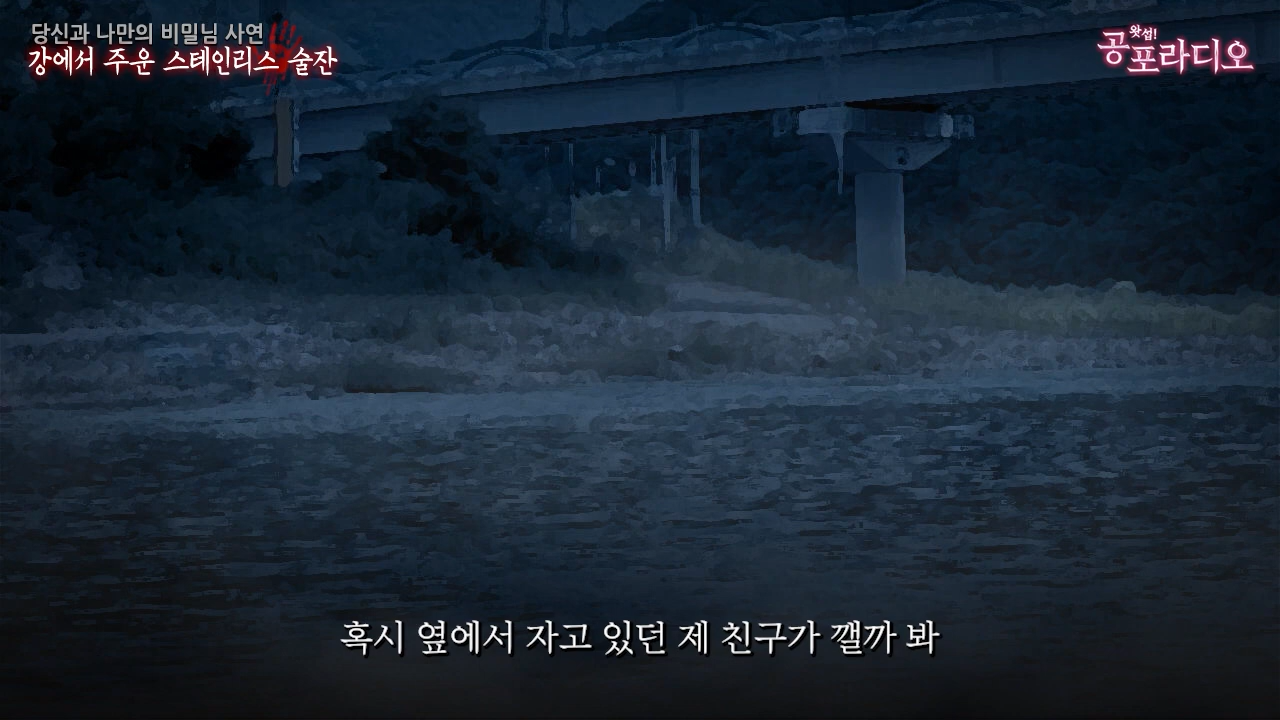 당신과 나만의 비밀님 사연
강에서 주운 스테인리스 술잔
왓섭!
공포라디오
혹시 옆에서 자고 있던 제 친구가 깰까 봐